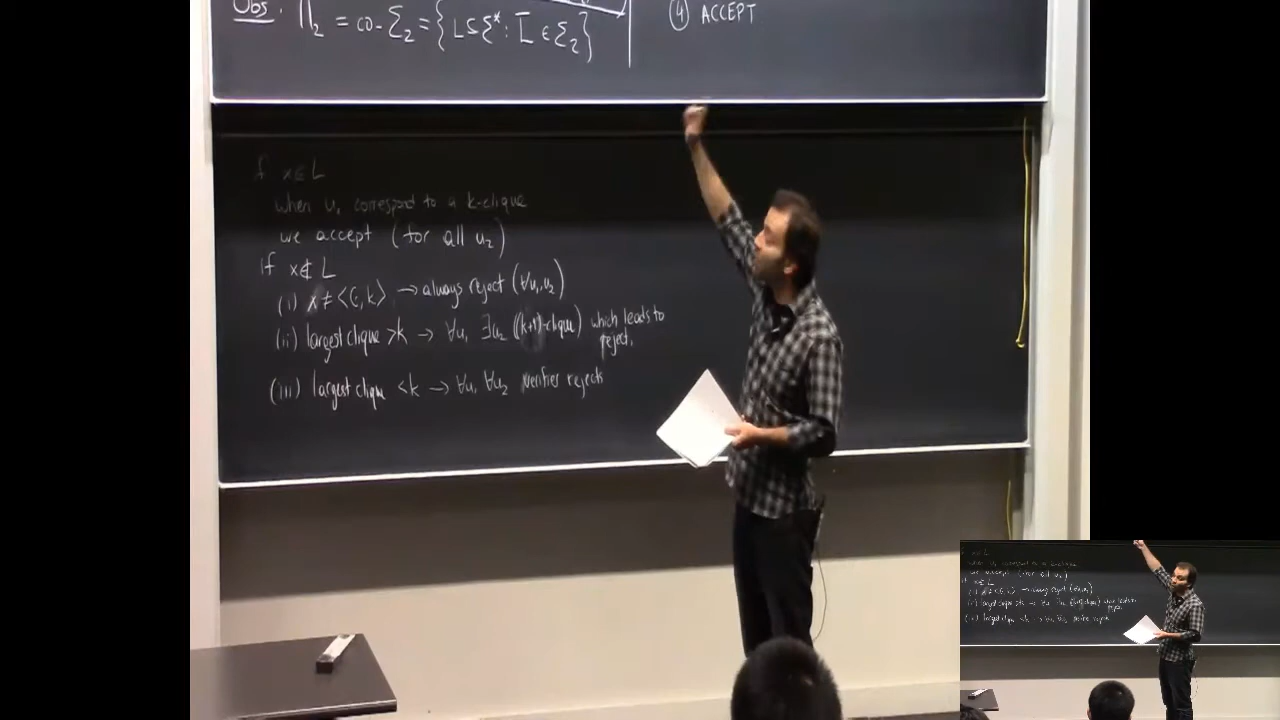 Obs. Π₂ = co-Σ₂ = {L⊆Σ*: L̅ ∈ Σ₂}
④ ACCEPT
if x∈L
when u₁ correspond to a k-clique
we accept (for all u₂)
if x∉L
(i) x≠<G,k> → always reject (∀u₁,u₂)
(ii) largest clique >k → ∀u₁ ∃u₂ ((k+1)-clique) which leads to
reject.
(iii) largest clique <k → ∀u₁ ∀u₂ verifier rejects